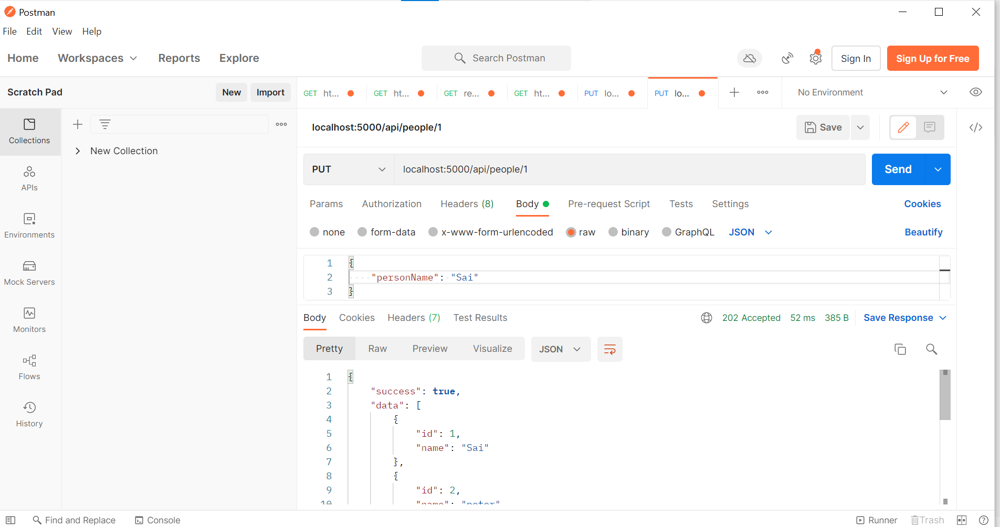 Postman
File Edit View Help
Home Workspaces Reports Explore Search Postman Sign In Sign Up for Free
Scratch Pad New Import GET ht... GET ht... GET re... GET ht... PUT lo... PUT lo... No Environment
localhost:5000/api/people/1 Save
Collections
New Collection
PUT localhost:5000/api/people/1 Send
APIs
Params Authorization Headers (8) Body Pre-request Script Tests Settings Cookies
none form-data x-www-form-urlencoded raw binary GraphQL JSON Beautify
Environments
1 {
2 "personName": "Sai"
3 }
Mock Servers
Body Cookies Headers (7) Test Results 202 Accepted 52 ms 385 B Save Response
Monitors
Pretty Raw Preview Visualize JSON
Flows
1 {
2 "success": true,
3 "data": [
4 {
History
5 "id": 1,
6 "name": "Sai"
7 },
8 {
9 "id": 2,
10 "name": "peter"
Find and Replace Console Runner Trash